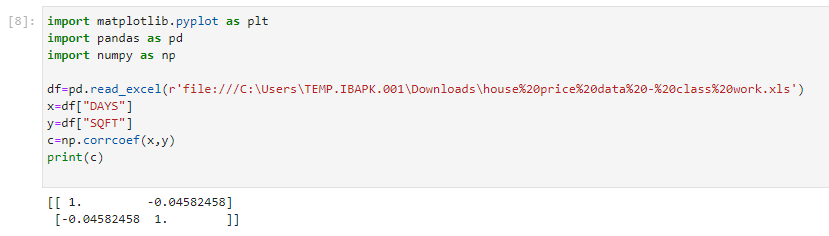 [8]: import matplotlib.pyplot as plt
import pandas as pd
import numpy as np
df=pd.read_excel(r'file:///C:\Users\TEMP.IBAPK.001\Downloads\house%20price%20data%20-%20class%20work.xls')
x=df["DAYS"]
y=df["SQFT"]
c=np.corrcoef(x,y)
print(c)
[[ 1.         -0.04582458]
 [-0.04582458  1.        ]]